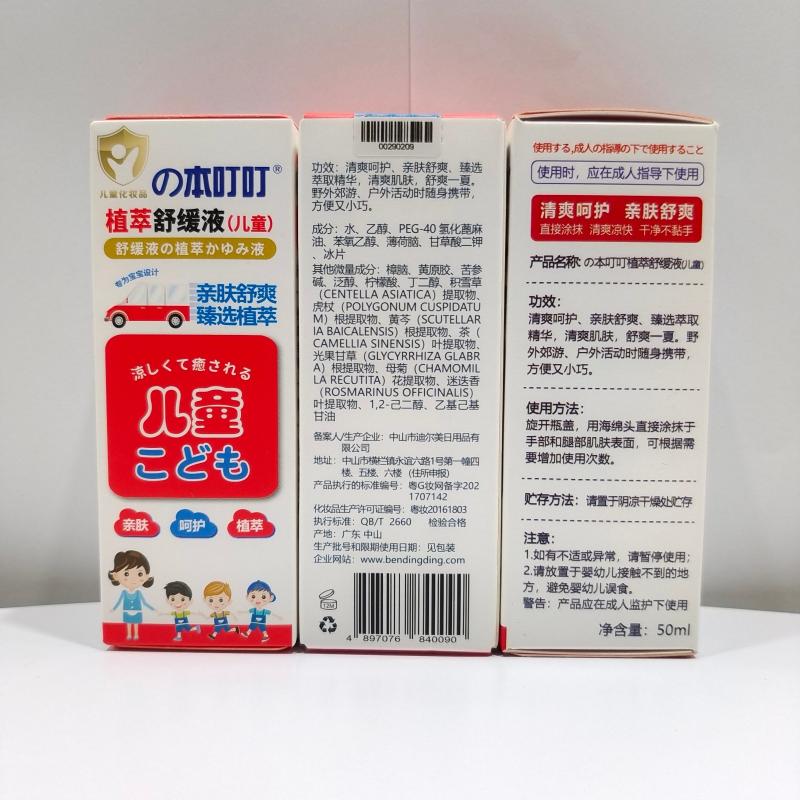 儿童化妆品
の本叮叮®
植萃舒缓液(儿童)
舒缓液の植萃かゆみ液
专为宝宝设计
亲肤舒爽
臻选植萃
凉しくて癒される
儿童
こども
亲肤
呵护
植萃
00290209
功效：清爽呵护、亲肤舒爽、臻选
萃取精华，清爽肌肤，舒爽一夏。
野外郊游、户外活动时随身携带，
方便又小巧。
成分：水、乙醇、PEG-40 氢化蓖麻
油、苯氧乙醇、薄荷脑、甘草酸二钾
、冰片
其他微量成分：樟脑、黄原胶、苦参
碱、泛醇、柠檬酸、丁二醇、积雪草
（CENTELLA ASIATICA）提取物、
虎杖（POLYGONUM CUSPIDATU
M）根提取物、黄芩（SCUTELLAR
IA BAICALENSIS）根提取物、茶（
CAMELLIA SINENSIS）叶提取物、
光果甘草（GLYCYRRHIZA GLABR
A）根提取物、母菊（CHAMOMIL
LA RECUTITA）花提取物、迷迭香
（ROSMARINUS OFFICINALIS）
叶提取物、1,2-己二醇、乙基己基
甘油
备案人/生产企业：中山市迪尔美日用品有
限公司
地址：中山市横栏镇永谊六路1号第一幢四
楼、五楼、六楼（住所申报）
产品执行的标准编号：粤G妆网备字202
1707142
化妆品生产许可证编号：粤妆20161803
执行标准：QB/T 2660 检验合格
产地：广东 中山
生产批号和限期使用日期：见包装
企业网站：www.bendingding.com
12M
4 897076 840090
使用する,成人の指導の下で使用すること
使用时，应在成人指导下使用
清爽呵护 亲肤舒爽
直接涂抹 清爽凉快 干净不黏手
产品名称：の本叮叮植萃舒缓液(儿童)
功效：
清爽呵护、亲肤舒爽、臻选萃取
精华，清爽肌肤，舒爽一夏。野
外郊游、户外活动时随身携带，
方便又小巧。
使用方法：
旋开瓶盖，用海绵头直接涂抹于
手部和腿部肌肤表面，可根据需
要增加使用次数。
贮存方法：请置于阴凉干燥处贮存
注意：
1.如有不适或异常，请暂停使用；
2.请放置于婴幼儿接触不到的地
方，避免婴幼儿误食。
警告：产品应在成人监护下使用
净含量：50ml